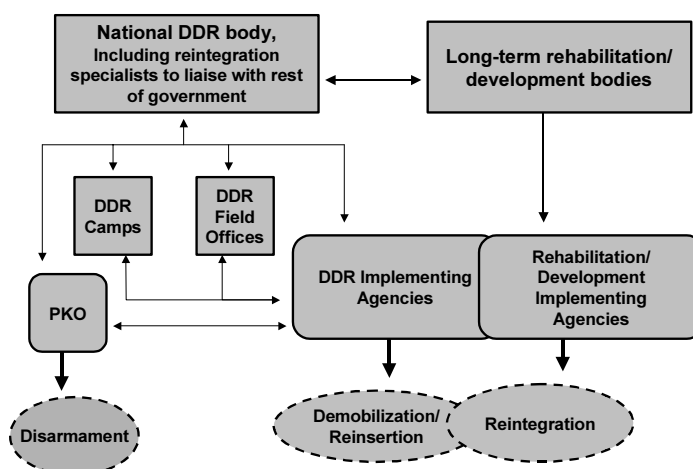 National DDR body,
Including reintegration
specialists to liaise with rest
of government
Long-term rehabilitation/
development bodies
DDR
Camps
DDR
Field
Offices
PKO
DDR Implementing
Agencies
Rehabilitation/
Development
Implementing
Agencies
Disarmament
Demobilization/
Reinsertion
Reintegration